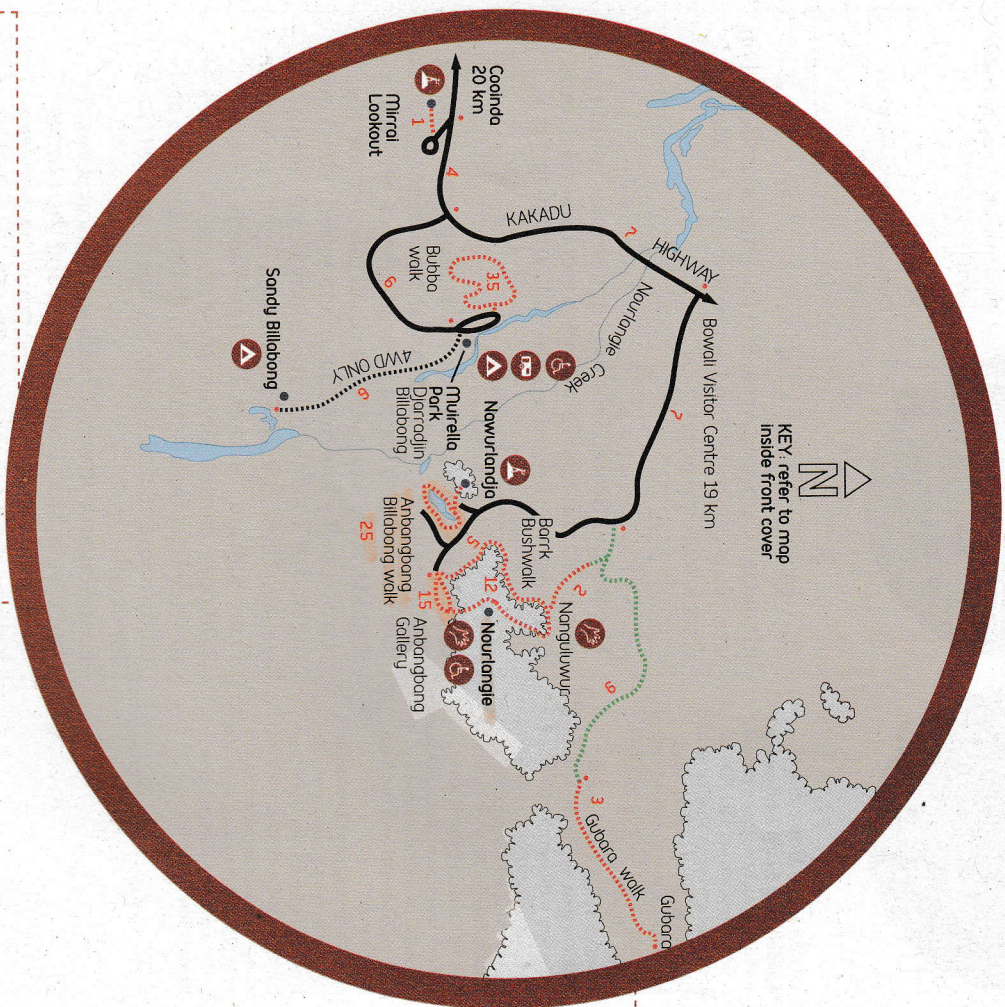 KEY: refer to map
inside front cover
N
Bowali Visitor Centre 19 km
KAKADU
HIGHWAY
7
7
4
Cooinda
20 km
1
Mirrai
Lookout
Bubba
walk
3.5
6
Nourlangie
Creek
Muirella
Park
Djarradjin
Billabong
4WD ONLY
6
Sandy Billabong
Nawurlandja
Barrk
Bushwalk
Nanguluwur
2
5
12
Nourlangie
1.5
Anbangbang
Gallery
Anbangbang
Billabong walk
2.5
6
3
Gubara walk
Gubara